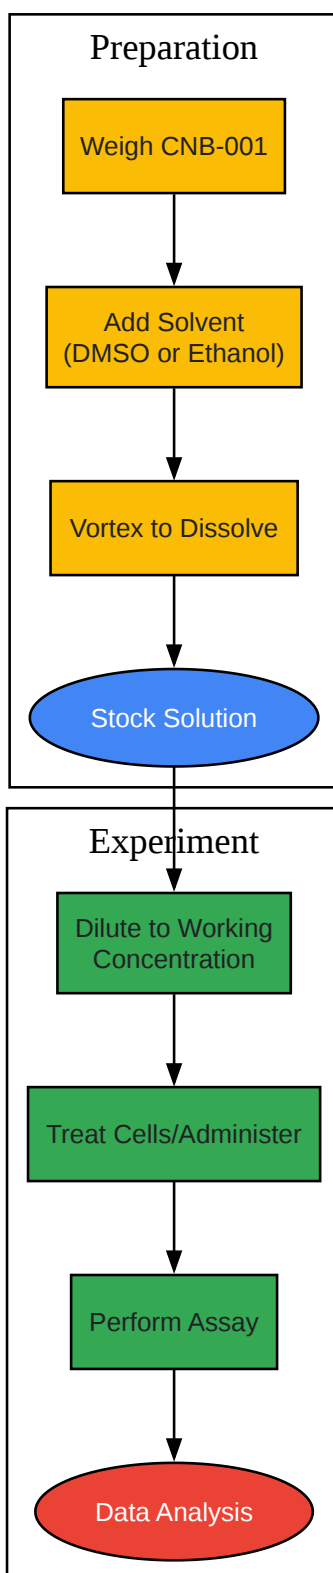 Preparation
Weigh CNB-001
Add Solvent
(DMSO or Ethanol)
Vortex to Dissolve
Stock Solution
Experiment
Dilute to Working
Concentration
Treat Cells/Administer
Perform Assay
Data Analysis